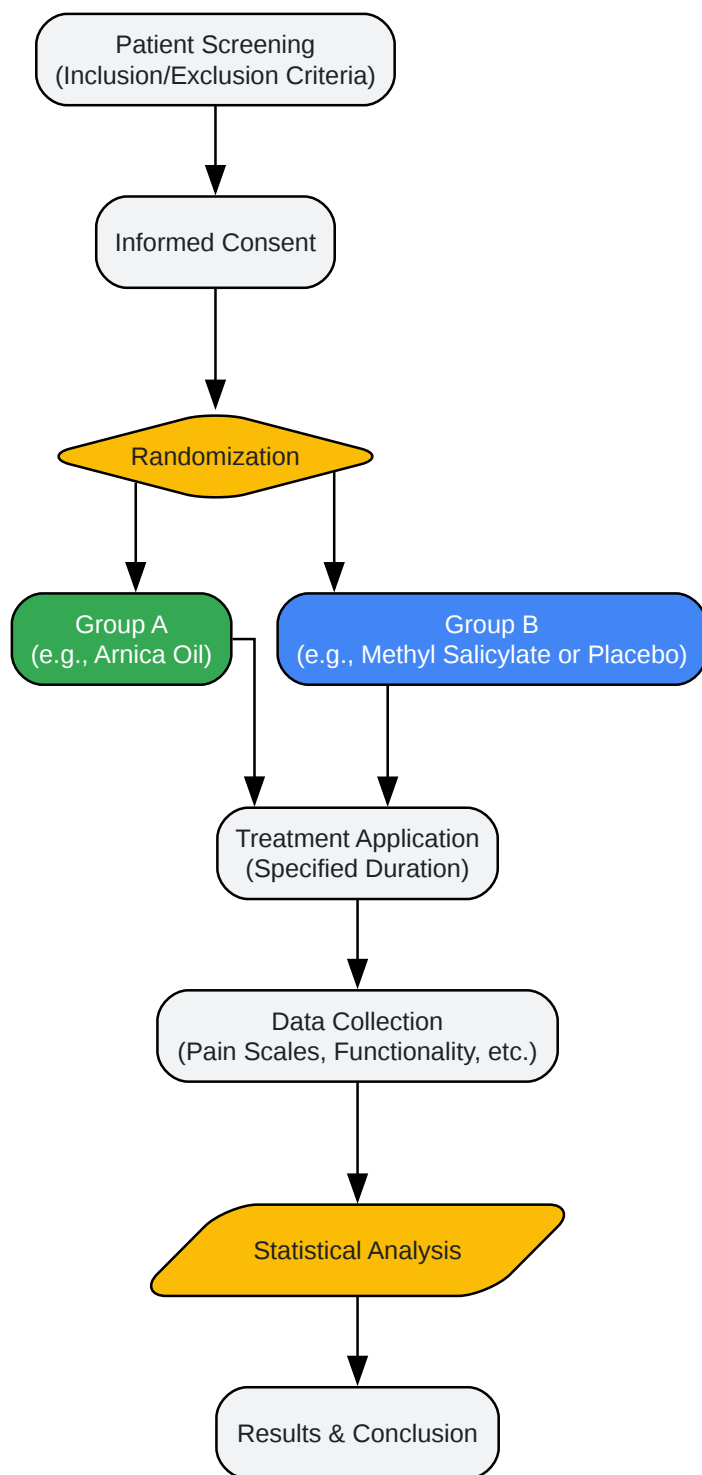 Patient Screening
(Inclusion/Exclusion Criteria)
Informed Consent
Randomization
Group A
(e.g., Arnica Oil)
Group B
(e.g., Methyl Salicylate or Placebo)
Treatment Application
(Specified Duration)
Data Collection
(Pain Scales, Functionality, etc.)
Statistical Analysis
Results & Conclusion